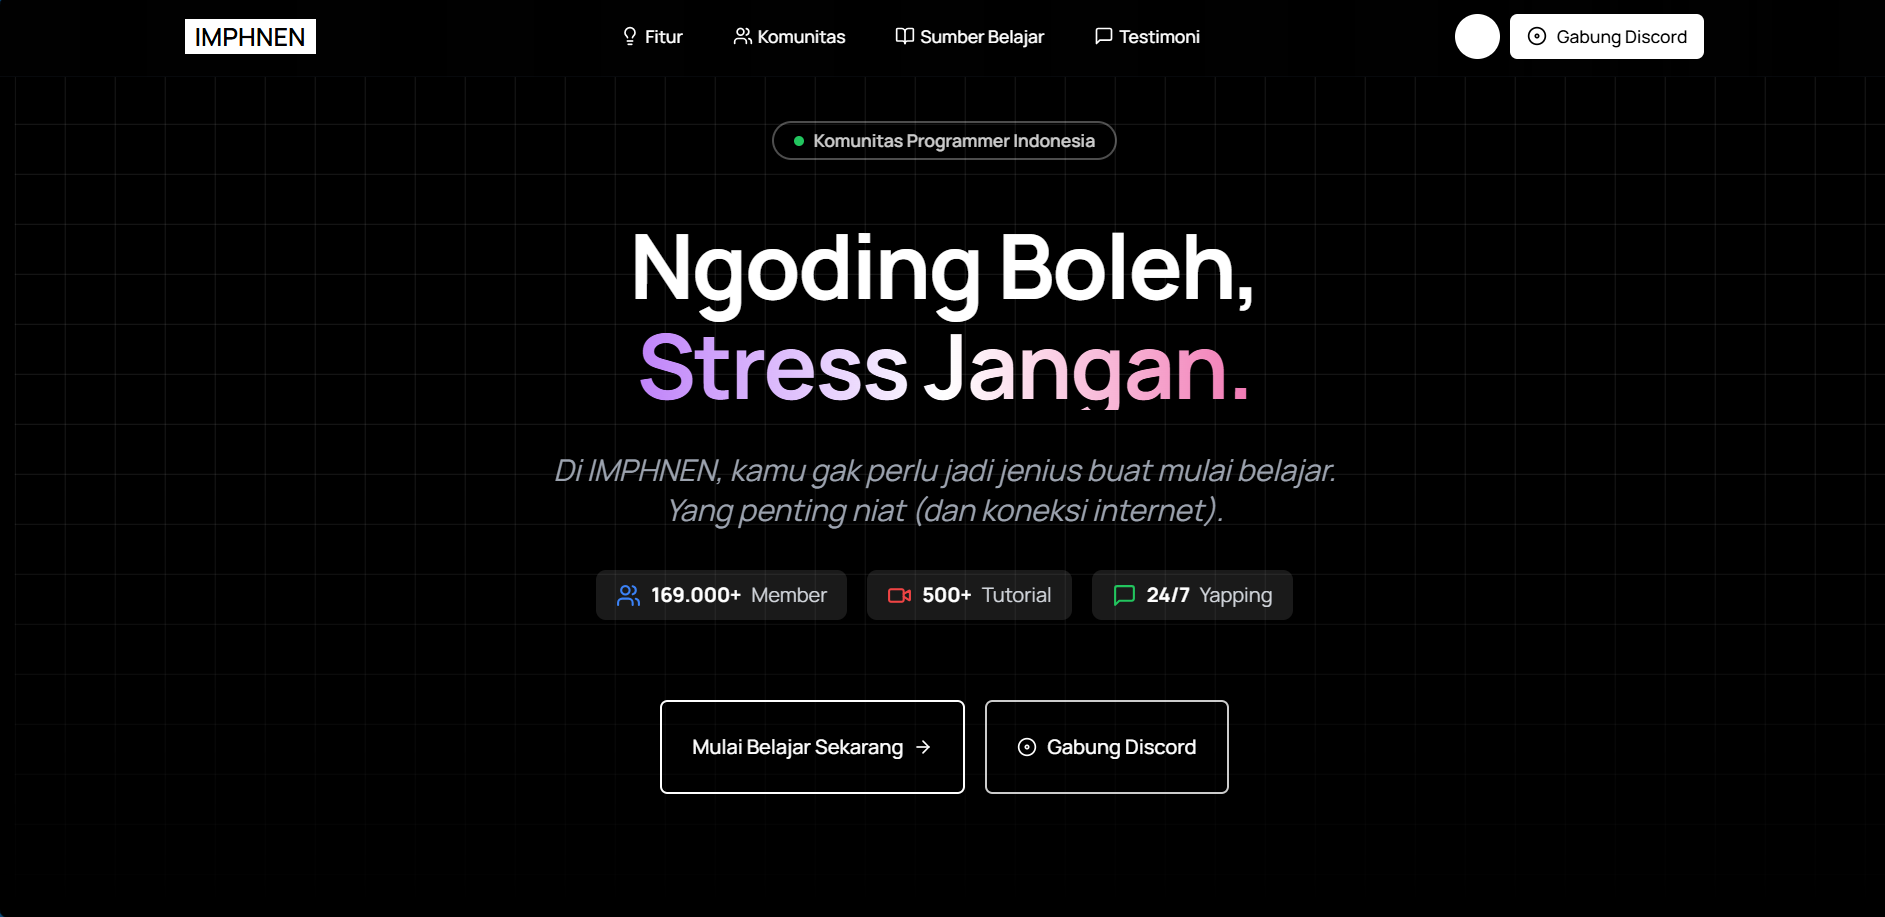 IMPHNEN
Fitur
Komunitas
Sumber Belajar
Testimoni
Gabung Discord
Komunitas Programmer Indonesia
Ngoding Boleh,
Stress Jangan.
Di IMPHNEN, kamu gak perlu jadi jenius buat mulai belajar.
Yang penting niat (dan koneksi internet).
169.000+ Member
500+ Tutorial
24/7 Yapping
Mulai Belajar Sekarang →
Gabung Discord